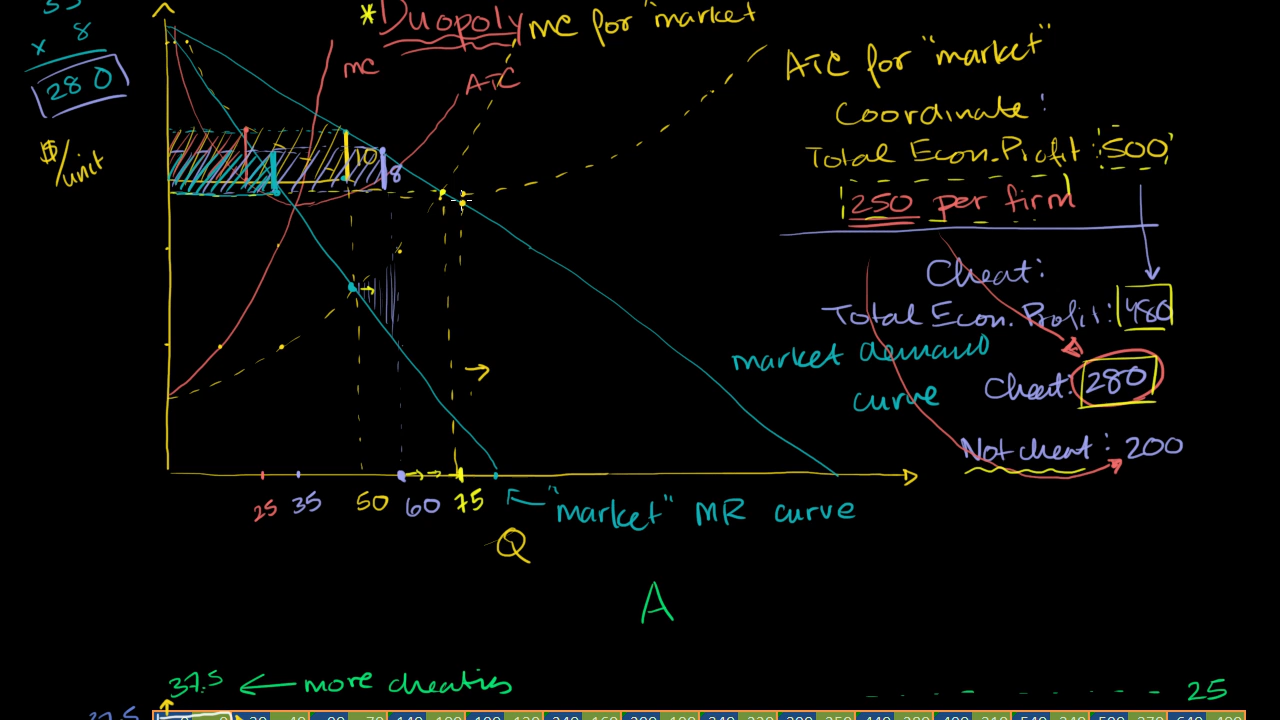 * Duopoly
MC for "market
ATC for "market"
x 8
280
MC
ATC
$/unit
10
8
Coordinate:
Total Econ. Profit: 500
250 per firm
Cheat:
Total Econ. Profit: 480
market demand
curve
Cheat: 280
Not cheat: 200
25 35 50 60 75
"market" MR curve
Q
A
37.5 ← more cheating
25